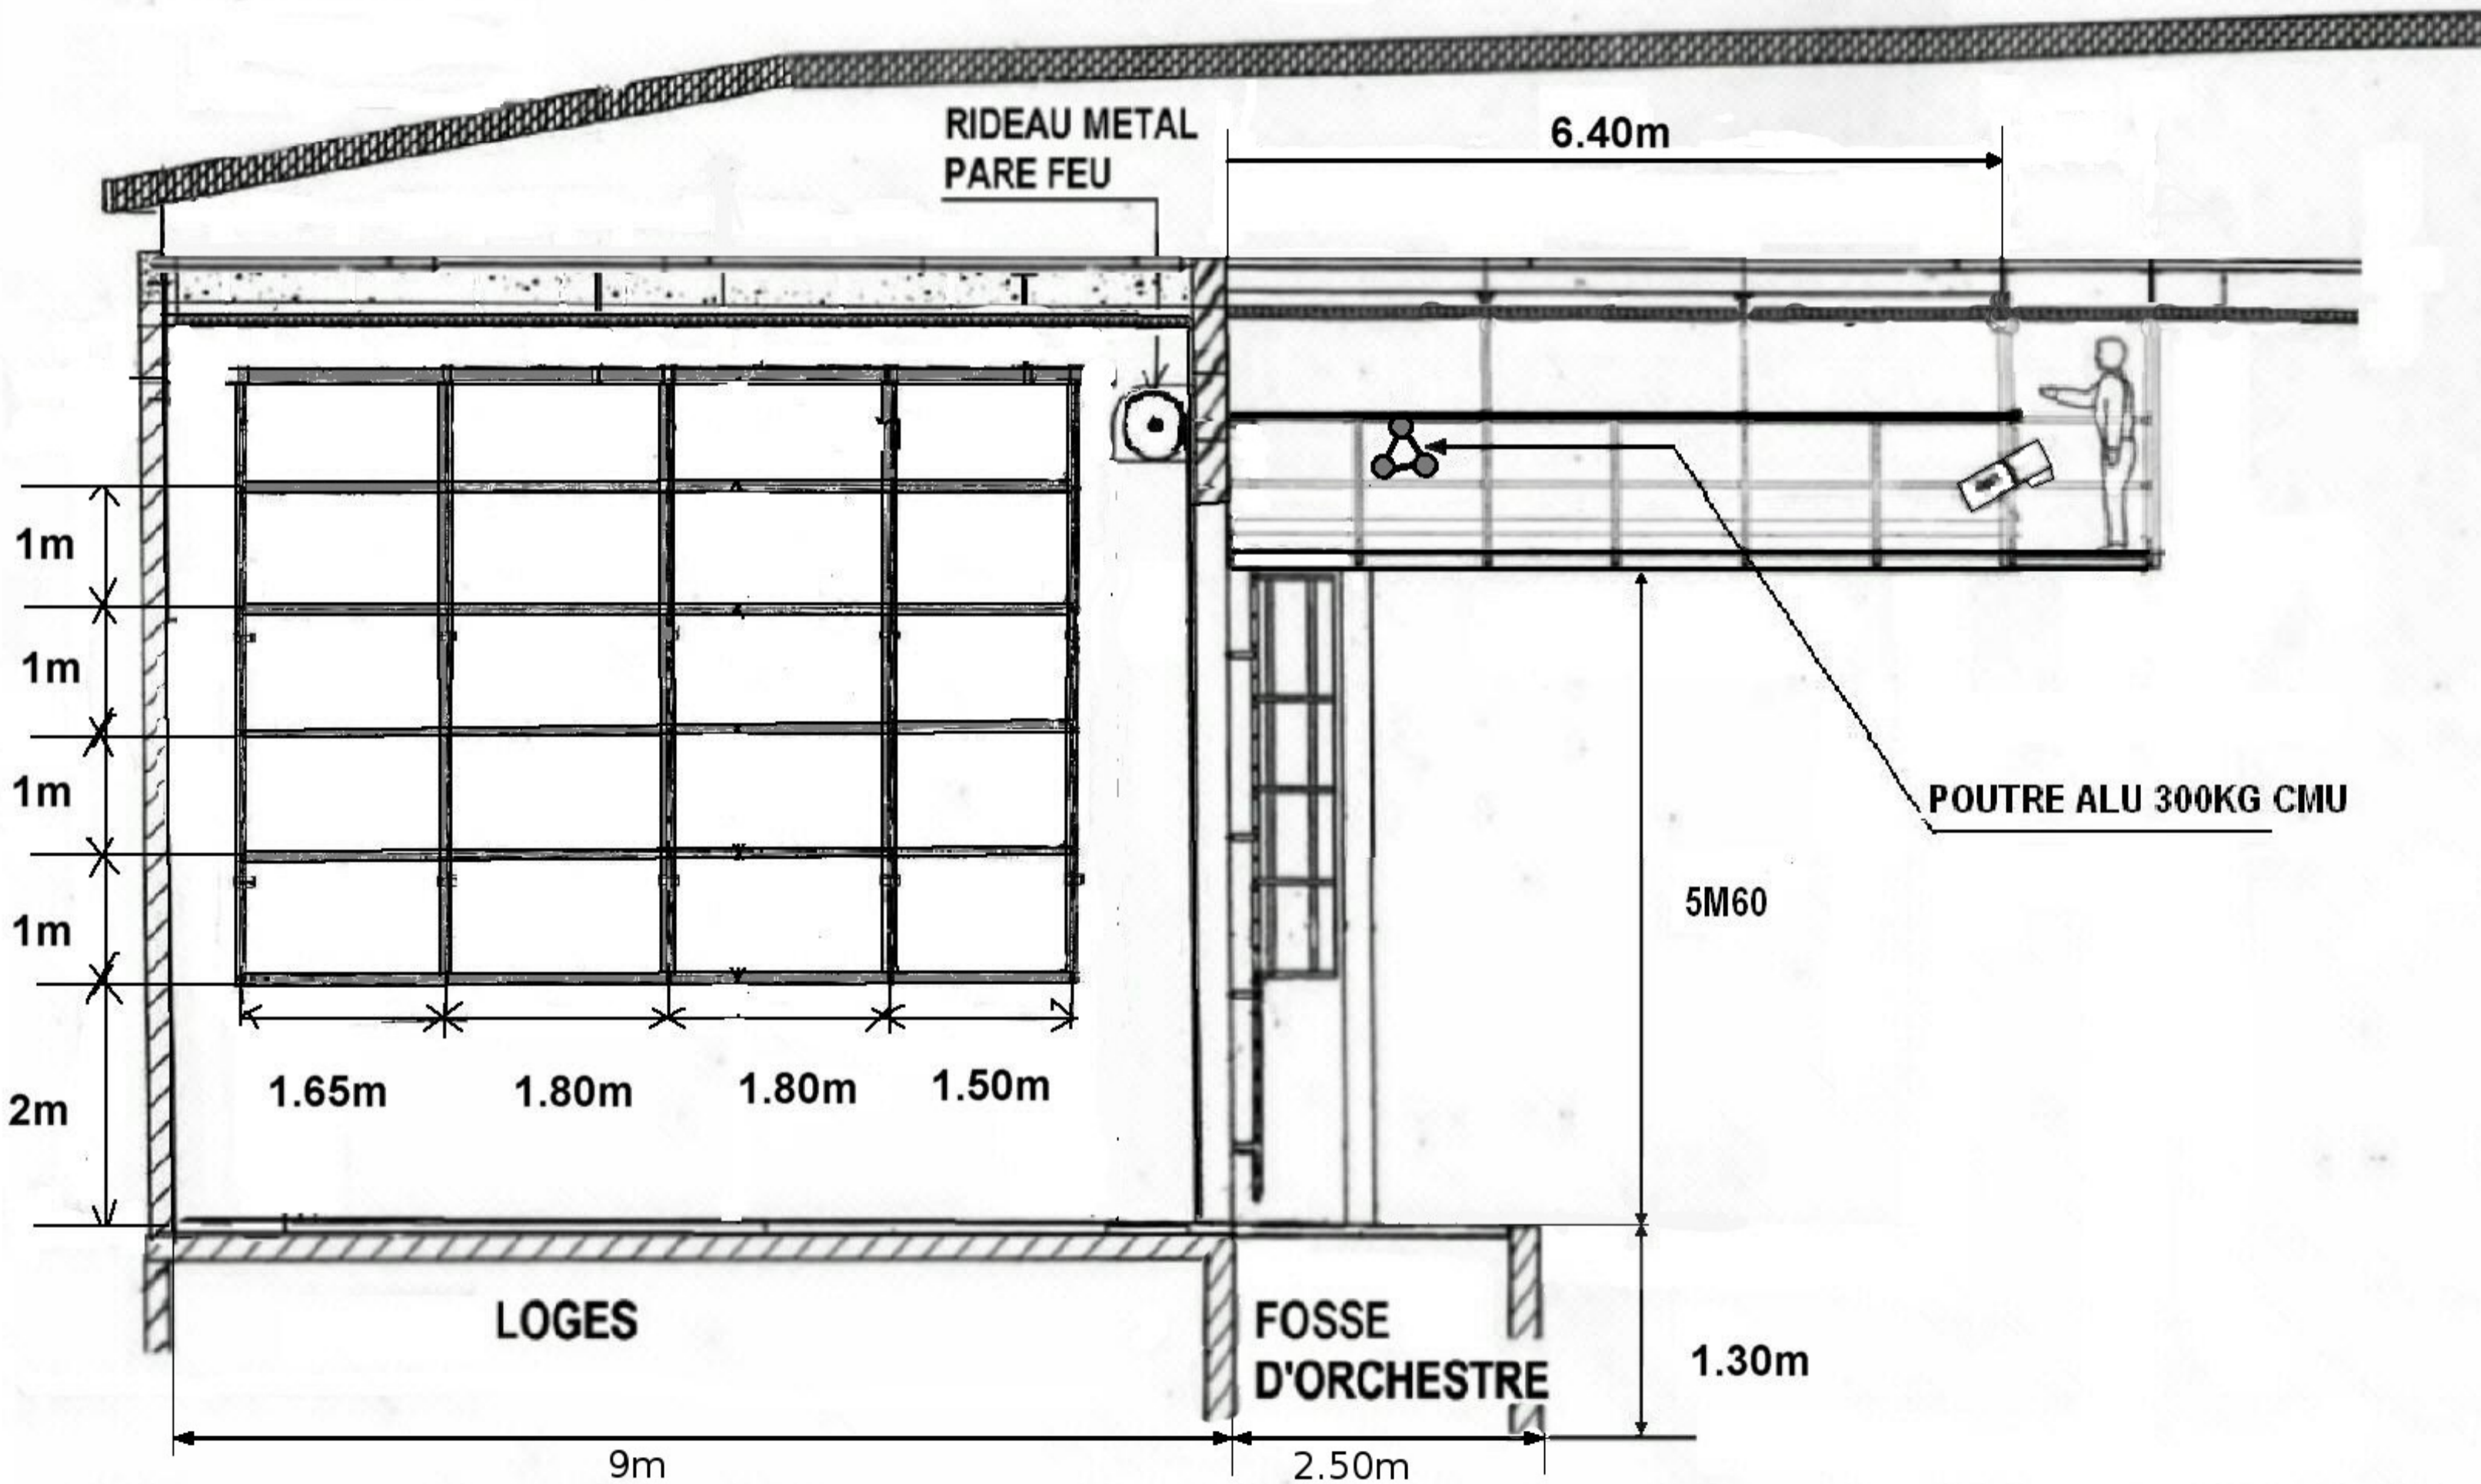 RIDEAU METAL
PARE FEU
6.40m
1m
1m
1m
1m
2m
POUTRE ALU 300KG CMU
5M60
1.65m
1.80m
1.80m
1.50m
LOGES
FOSSE
D'ORCHESTRE
1.30m
9m
2.50m